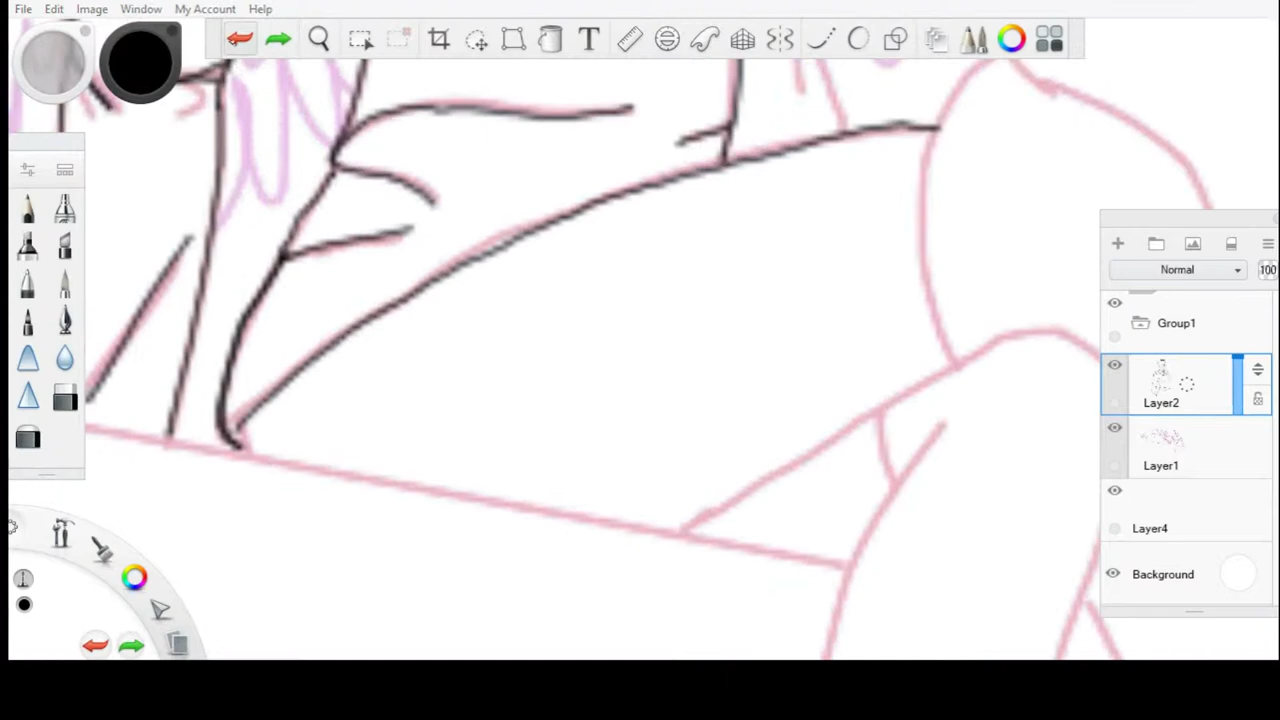 File Edit Image Window My Account Help
T
Normal 100
Group1
Layer2
Layer1
Layer4
Background